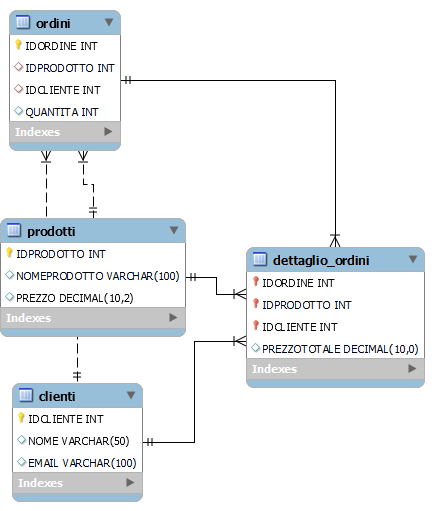 ordini
IDORDINE INT
IDPRODOTTO INT
IDCLIENTE INT
QUANTITA INT
Indexes
prodotti
IDPRODOTTO INT
NOMEPRODOTTO VARCHAR(100)
PREZZO DECIMAL(10,2)
Indexes
dettaglio_ordini
IDORDINE INT
IDPRODOTTO INT
IDCLIENTE INT
PREZZOTOTALE DECIMAL(10,0)
Indexes
clienti
IDCLIENTE INT
NOME VARCHAR(50)
EMAIL VARCHAR(100)
Indexes